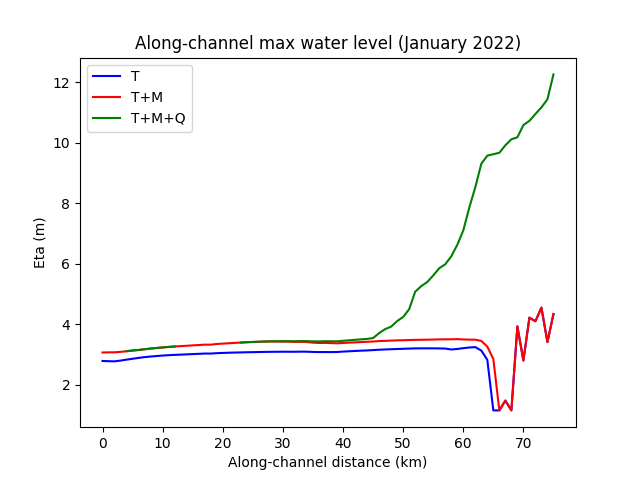 Along-channel max water level (January 2022)
T
T+M
T+M+Q
Eta (m)
12
10
8
6
4
2
0 10 20 30 40 50 60 70
Along-channel distance (km)